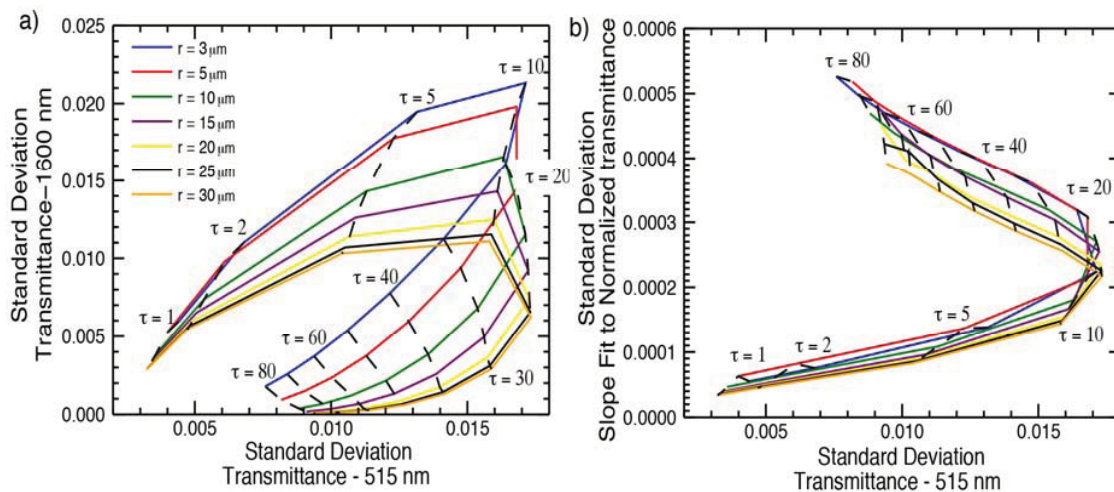 a)
0.025
0.020
0.015
0.010
0.005
0.000
Standard Deviation
Transmittance–1600 nm
r = 3 μm
r = 5 μm
r = 10 μm
r = 15 μm
r = 20 μm
r = 25 μm
r = 30 μm
τ = 10
τ = 5
τ = 20
τ = 2
τ = 40
τ = 1
τ = 60
τ = 80
τ = 30
0.005 0.010 0.015
Standard Deviation
Transmittance - 515 nm
b)
0.0006
0.0005
0.0004
0.0003
0.0002
0.0001
0.0000
Standard Deviation
Slope Fit to Normalized transmittance
τ = 80
τ = 60
τ = 40
τ = 20
τ = 5
τ = 2
τ = 1
τ = 10
0.005 0.010 0.015
Standard Deviation
Transmittance - 515 nm